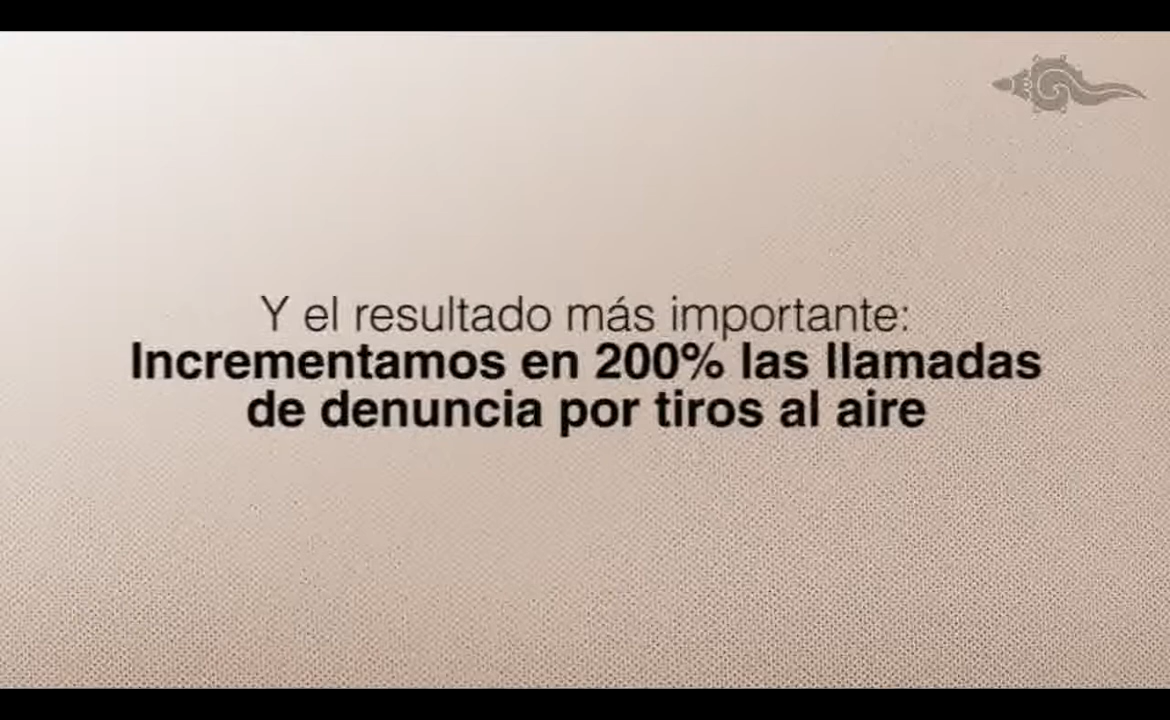 Y el resultado más importante:
Incrementamos en 200% las llamadas
de denuncia por tiros al aire